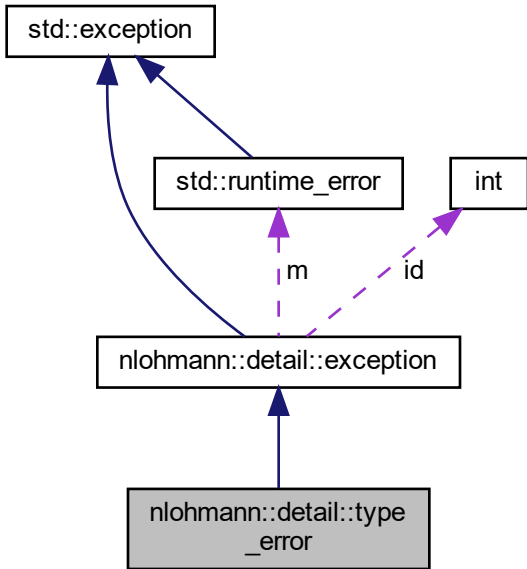 std::exception
std::runtime_error
int
m
id
nlohmann::detail::exception
nlohmann::detail::type
_error